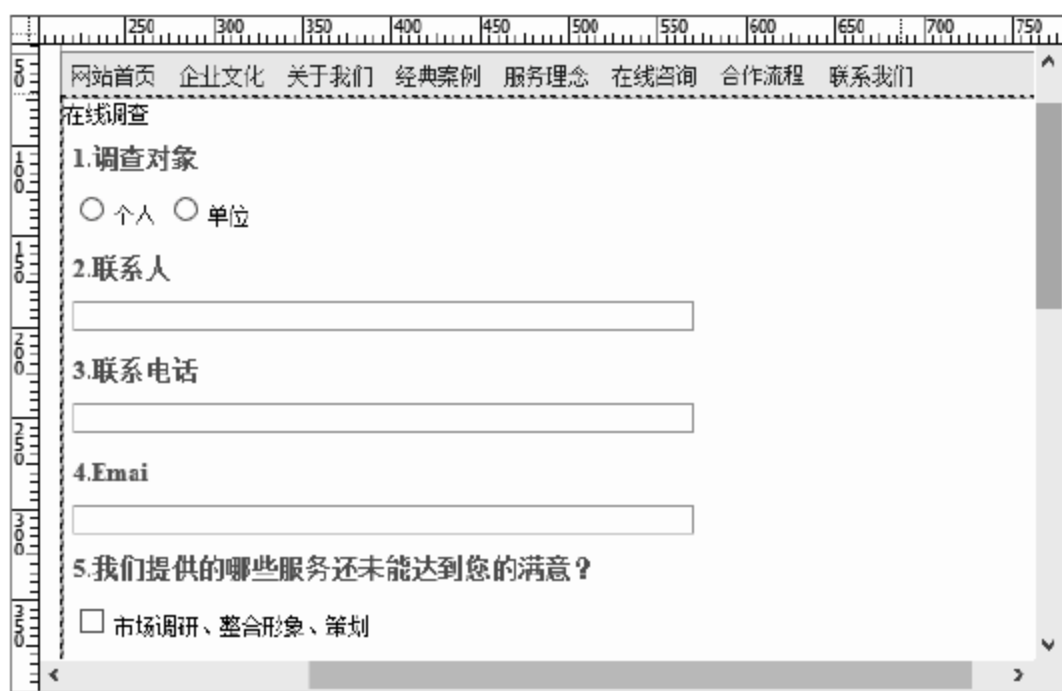 250 300 350 400 450 500 550 600 650 700 750
50
网站首页 企业文化 关于我们 经典案例 服务理念 在线咨询 合作流程 联系我们
在线调查
100
1.调查对象
个人 单位
150
2.联系人
200
3.联系电话
250
4.Emai
300
5.我们提供的哪些服务还未能达到您的满意？
350
市场调研、整合形象、策划